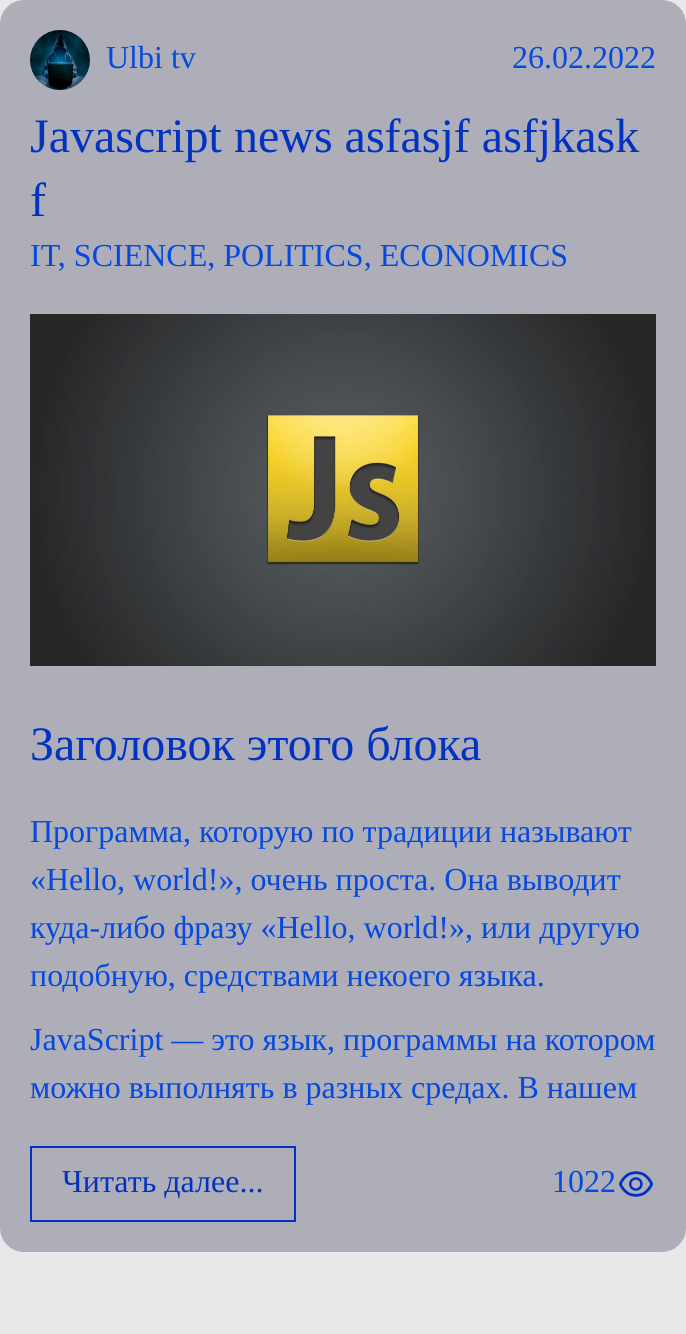 Ulbi tv 26.02.2022
Javascript news asfasjf asfjkask
f
IT, SCIENCE, POLITICS, ECONOMICS
Js
Заголовок этого блока
Программа, которую по традиции называют
«Hello, world!», очень проста. Она выводит
куда-либо фразу «Hello, world!», или другую
подобную, средствами некоего языка.
JavaScript — это язык, программы на котором
можно выполнять в разных средах. В нашем
Читать далее... 1022